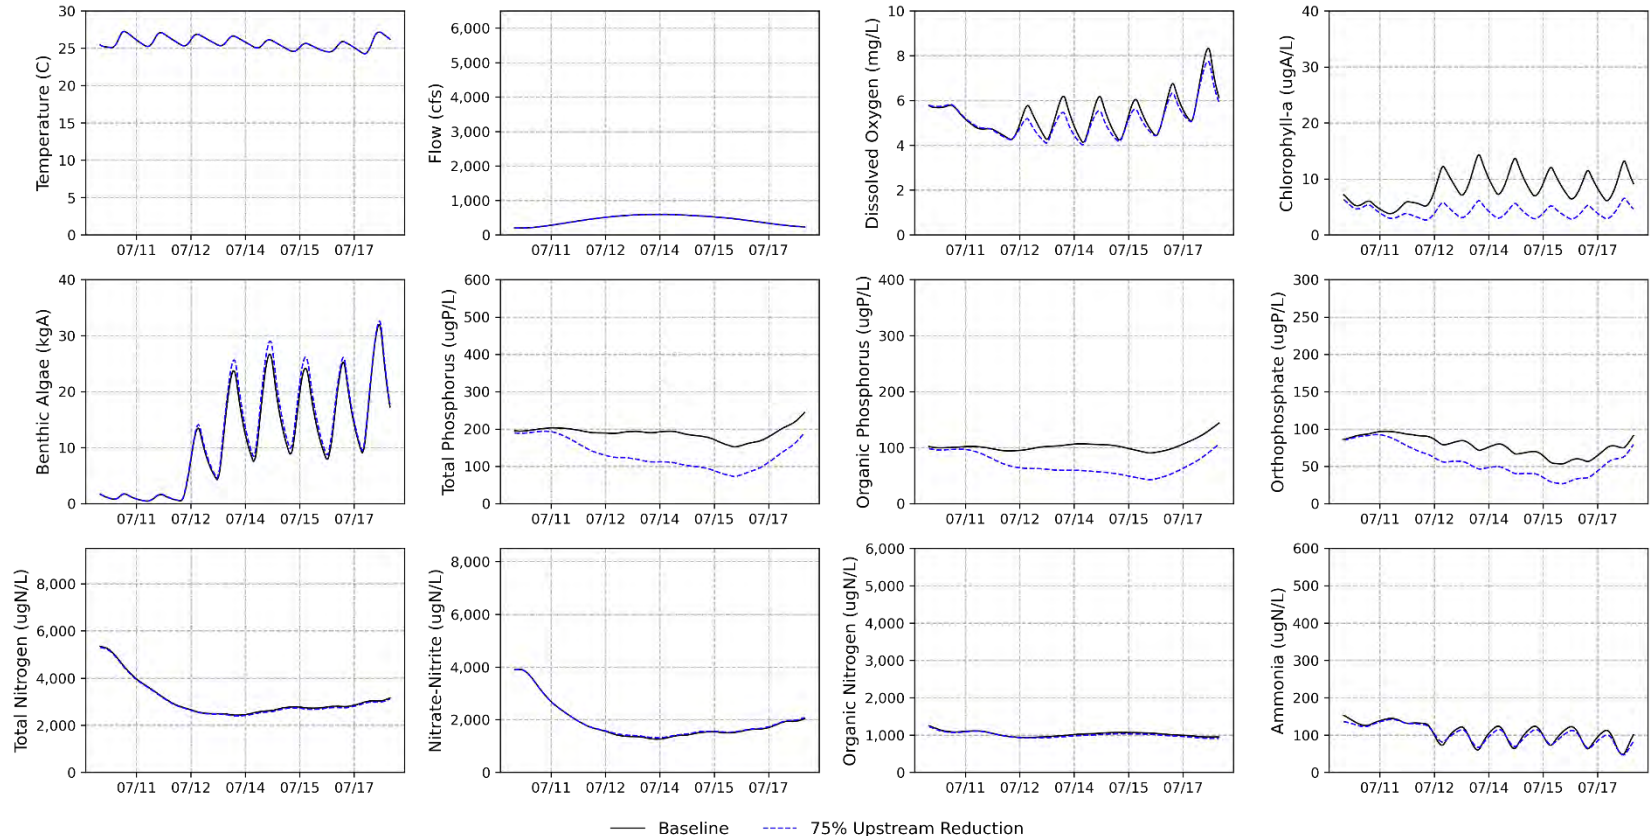 Temperature (C)
30
25
20
15
10
5
0
07/11 07/12 07/14 07/15 07/17
Flow (cfs)
6,000
5,000
4,000
3,000
2,000
1,000
0
07/11 07/12 07/14 07/15 07/17
Dissolved Oxygen (mg/L)
10
8
6
4
2
0
07/11 07/12 07/14 07/15 07/17
Chlorophyll-a (ugA/L)
40
30
20
10
0
07/11 07/12 07/14 07/15 07/17
Benthic Algae (kgA)
40
30
20
10
0
07/11 07/12 07/14 07/15 07/17
Total Phosphorus (ugP/L)
600
500
400
300
200
100
0
07/11 07/12 07/14 07/15 07/17
Organic Phosphorus (ugP/L)
400
300
200
100
0
07/11 07/12 07/14 07/15 07/17
Orthophosphate (ugP/L)
300
250
200
150
100
50
0
07/11 07/12 07/14 07/15 07/17
Total Nitrogen (ugN/L)
8,000
6,000
4,000
2,000
0
07/11 07/12 07/14 07/15 07/17
Nitrate-Nitrite (ugN/L)
8,000
6,000
4,000
2,000
0
07/11 07/12 07/14 07/15 07/17
Organic Nitrogen (ugN/L)
6,000
5,000
4,000
3,000
2,000
1,000
0
07/11 07/12 07/14 07/15 07/17
Ammonia (ugN/L)
600
500
400
300
200
100
0
07/11 07/12 07/14 07/15 07/17
Baseline 75% Upstream Reduction